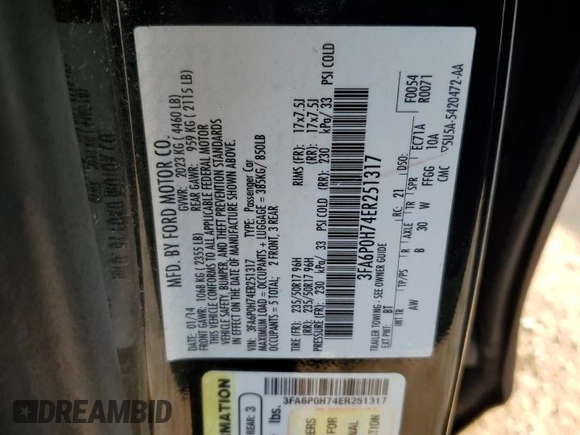 MFD. BY FORD MOTOR CO.
DATE: 01/14 GVWR: 2023 KG ( 4460 LB)
FRONT GAWR: 1068 KG (2355 LB) REAR GAWR: 959 KG ( 2115 LB)
THIS VEHICLE CONFORMS TO ALL APPLICABLE FEDERAL MOTOR
VEHICLE SAFETY, BUMPER, AND THEFT PREVENTION STANDARDS
IN EFFECT ON THE DATE OF MANUFACTURE SHOWN ABOVE.
VIN: 3FA6P0H74ER251317 TYPE: Passenger Car
MAXIMUM LOAD = OCCUPANTS + LUGGAGE = 385KG / 850LB
OCCUPANTS = 5 TOTAL: 2 FRONT, 3 REAR
TIRE (FR): 235/50R17 96H RIMS (FR): 17x7.5J
(RR): 235/50R17 96H (RR): 17x7.5J
PRESSURE (FR): 230 kPa/ 33 PSI COLD (RR): 230 kPa/ 33 PSI COLD
3FA6P0H74ER251317
TRAILER TOWING - SEE OWNER GUIDE
F0054
R0071
EXT PNT: BT RC: 21 DSO:
INT TR TP/PS R AXLE TR SPR EC71A
AW B 30 W FFGG 10A
CMC ▽5U5A-5420472-AA
RMATION
REAR: 3
lbs.
3FA6P0H74ER251317
DREAMBID